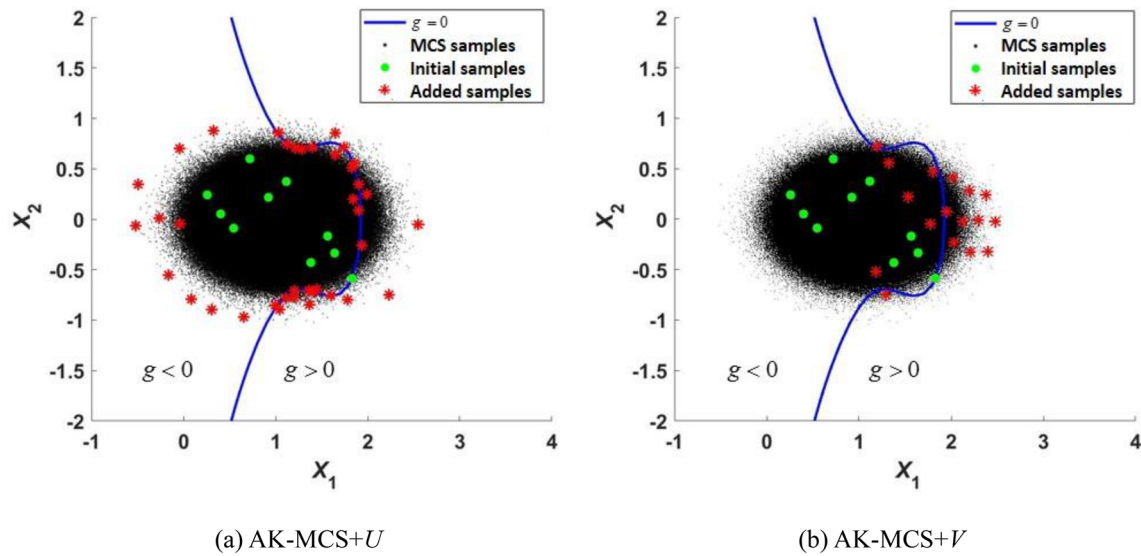 g = 0
MCS samples
Initial samples
Added samples
2
1.5
1
0.5
0
-0.5
-1
-1.5
-2
X2
g < 0
g > 0
-1 0 1 2 3 4
X1
(a) AK-MCS+U
g = 0
MCS samples
Initial samples
Added samples
2
1.5
1
0.5
0
-0.5
-1
-1.5
-2
X2
g < 0
g > 0
-1 0 1 2 3 4
X1
(b) AK-MCS+V